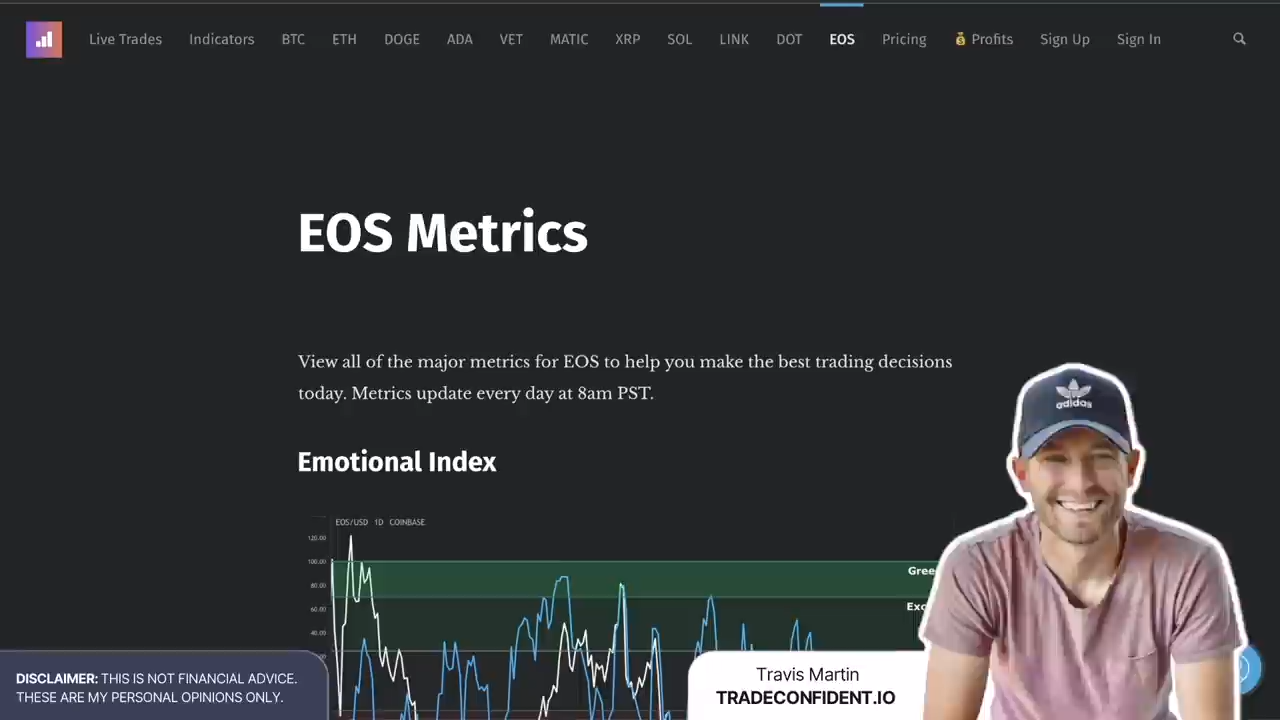 Live Trades Indicators BTC ETH DOGE ADA VET MATIC XRP SOL LINK DOT EOS Pricing 💰 Profits Sign Up Sign In
EOS Metrics
View all of the major metrics for EOS to help you make the best trading decisions
today. Metrics update every day at 8am PST.
Emotional Index
EOS/USD 1D COINBASE
120.00
100.00
80.00
60.00
40.00
adidas
Travis Martin
TRADECONFIDENT.IO
DISCLAIMER: THIS IS NOT FINANCIAL ADVICE.
THESE ARE MY PERSONAL OPINIONS ONLY.